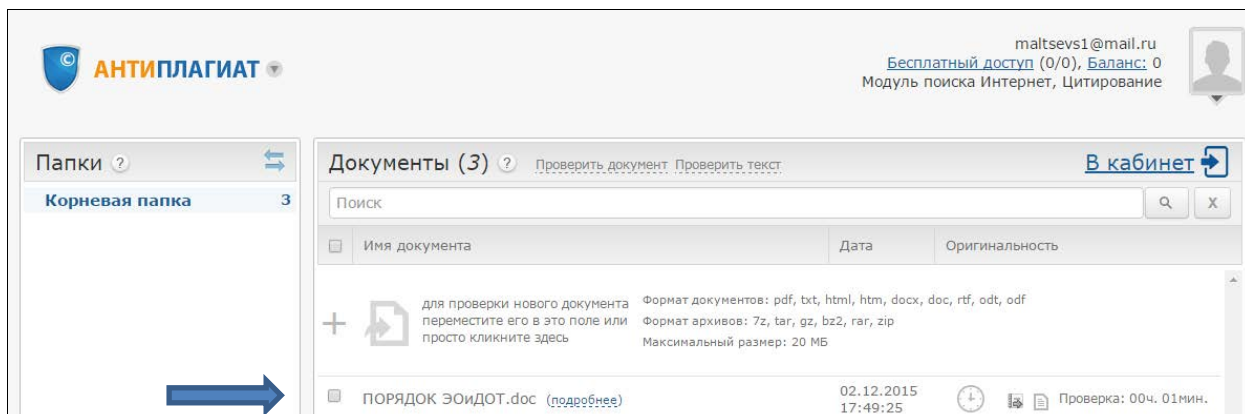 maltsevs1@mail.ru
© АНТИПЛАГИАТ
Бесплатный доступ (0/0), Баланс: 0
Модуль поиска Интернет, Цитирование
Папки ?
Документы (3) ? Проверить документ Проверить текст В кабинет
Корневая папка 3
Поиск X
Имя документа Дата Оригинальность
для проверки нового документа
переместите его в это поле или
просто кликните здесь
Формат документов: pdf, txt, html, htm, docx, doc, rtf, odt, odf
Формат архивов: 7z, tar, gz, bz2, rar, zip
Максимальный размер: 20 МБ
ПОРЯДОК ЭОиДОТ.doc (подробнее)
02.12.2015
17:49:25
Проверка: 00ч. 01мин.